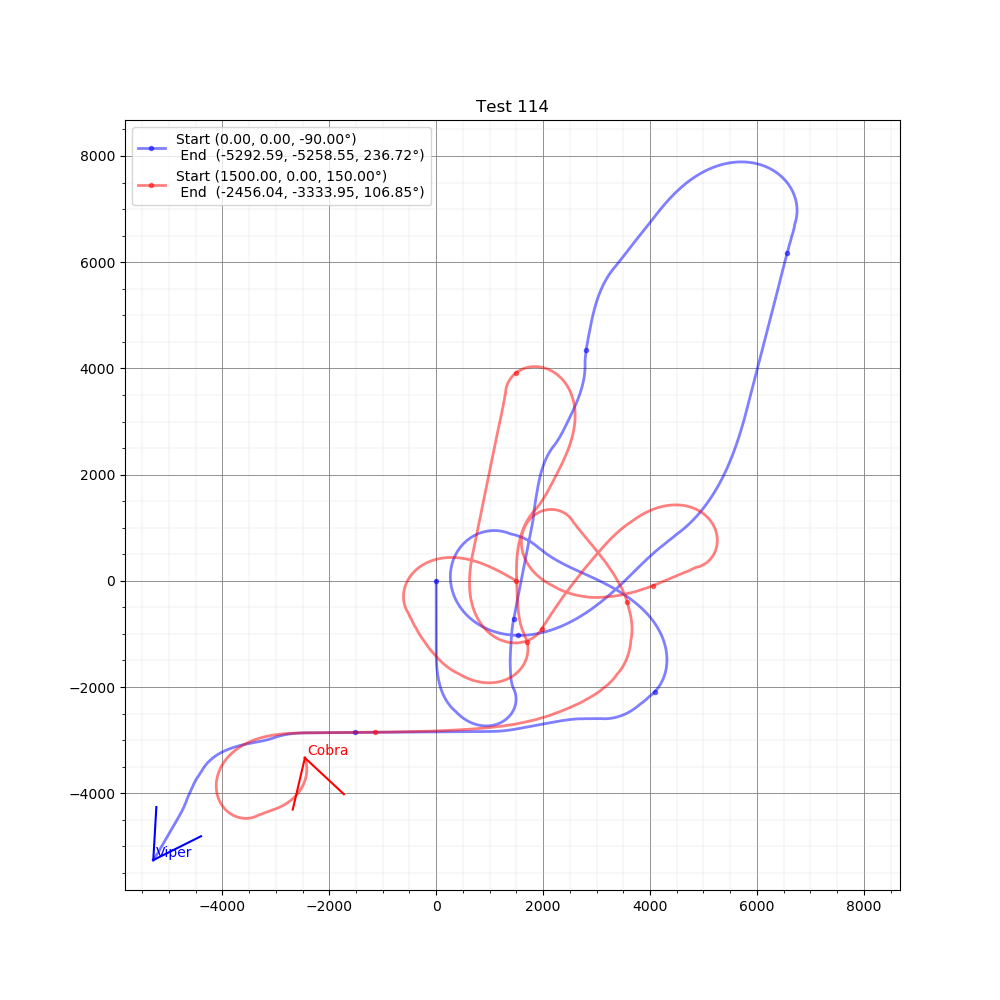 Test 114
Start (0.00, 0.00, -90.00°)
End  (-5292.59, -5258.55, 236.72°)
Start (1500.00, 0.00, 150.00°)
End  (-2456.04, -3333.95, 106.85°)
8000
6000
4000
2000
0
−2000
−4000
Cobra
Viper
−4000 −2000 0 2000 4000 6000 8000